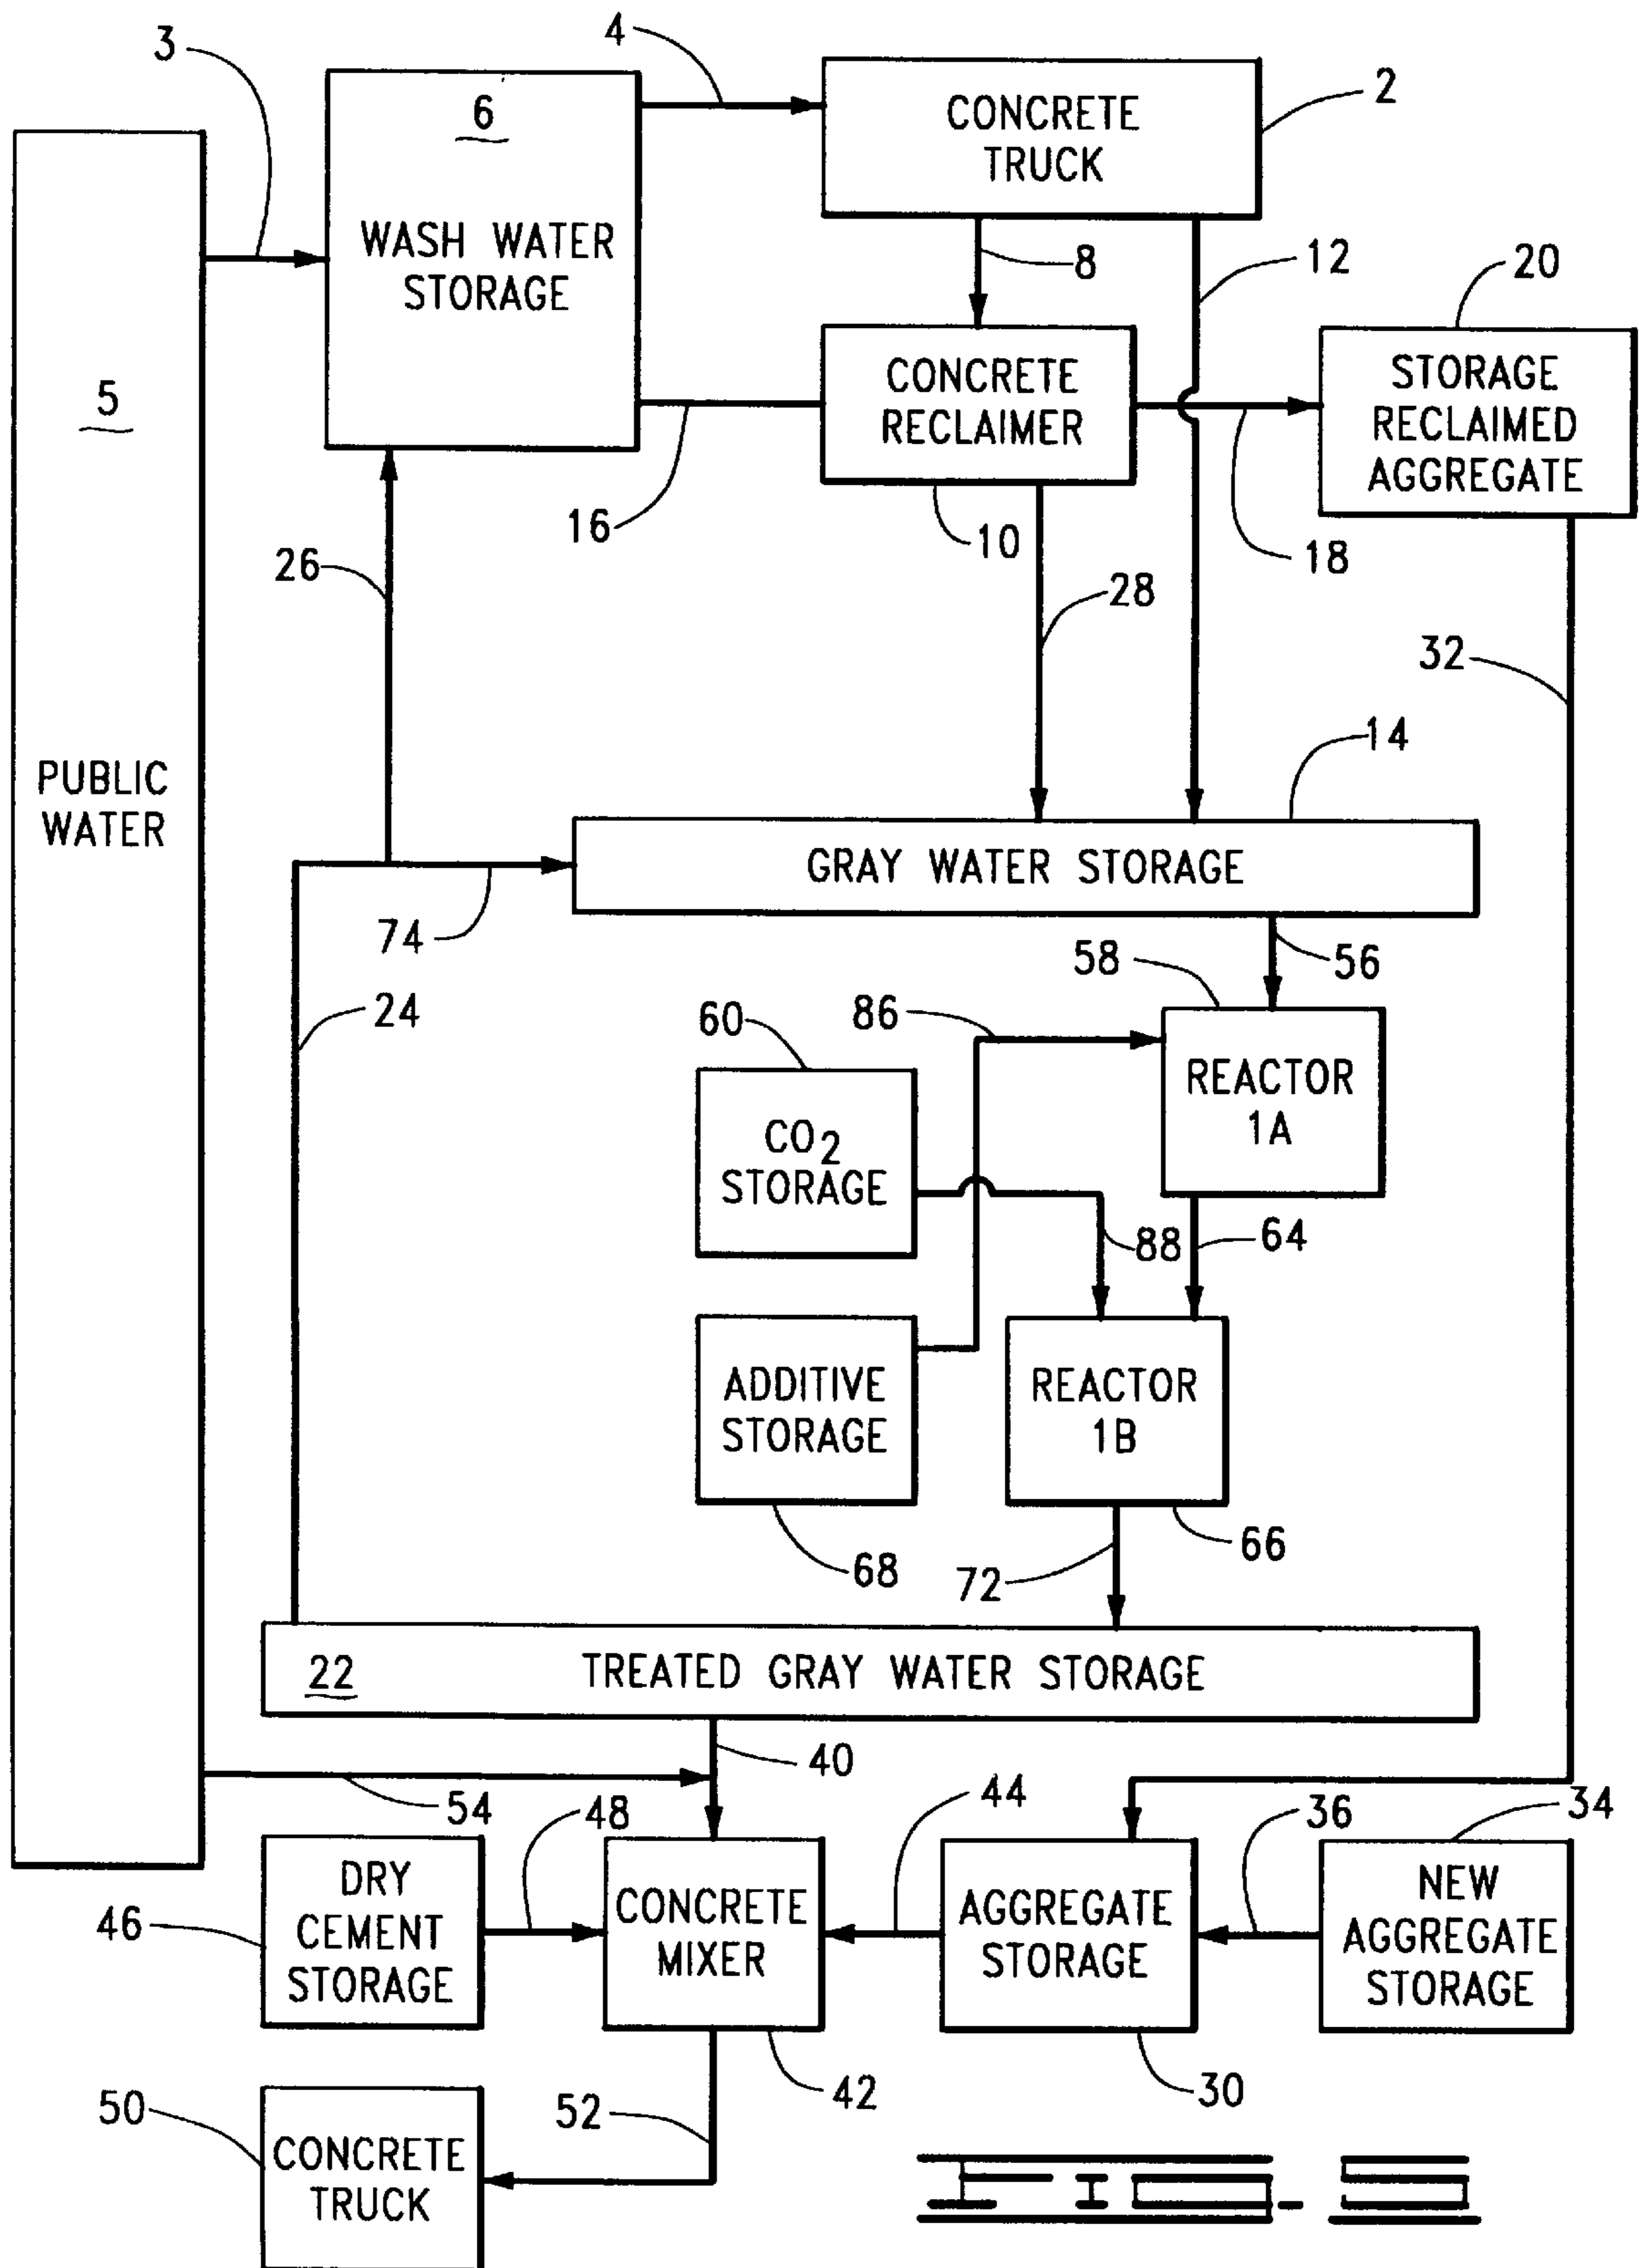 3
4
2
6
CONCRETE
TRUCK
WASH WATER
STORAGE
8
12
20
5
CONCRETE
RECLAIMER
STORAGE
RECLAIMED
AGGREGATE
16
10
18
26
28
32
PUBLIC
WATER
14
GRAY WATER STORAGE
74
58
56
24
60
86
REACTOR
1A
CO2
STORAGE
88
64
ADDITIVE
STORAGE
REACTOR
1B
68
72
66
22
TREATED GRAY WATER STORAGE
40
54
48
44
36
34
46
DRY
CEMENT
STORAGE
CONCRETE
MIXER
AGGREGATE
STORAGE
NEW
AGGREGATE
STORAGE
42
30
50
52
CONCRETE
TRUCK